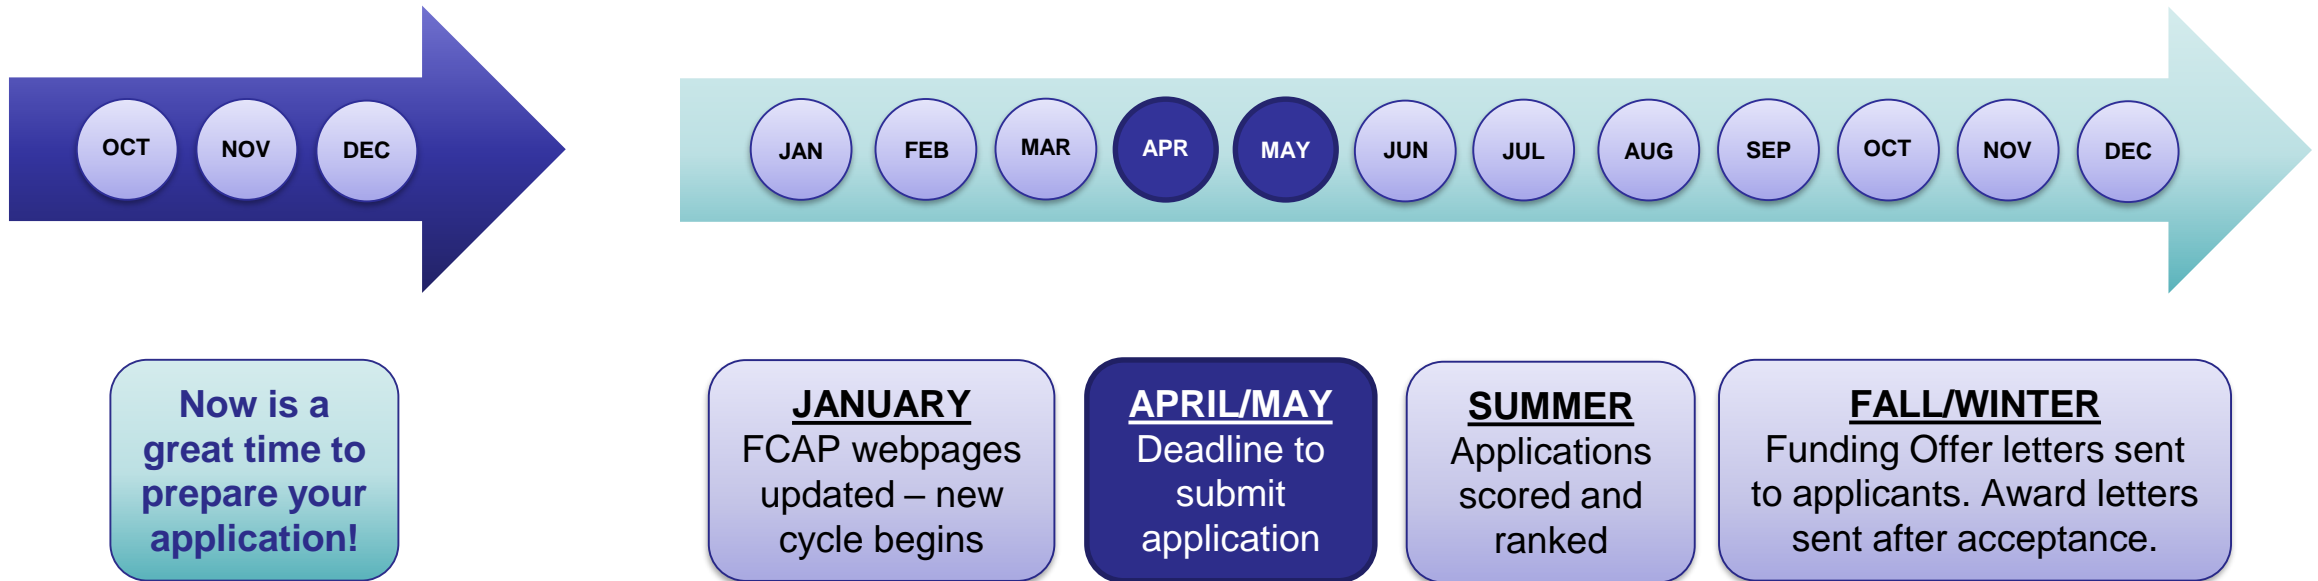 OCT NOV DEC
JAN FEB MAR APR MAY JUN JUL AUG SEP OCT NOV DEC
Now is a
great time to
prepare your
application!
JANUARY
FCAP webpages
updated – new
cycle begins
APRIL/MAY
Deadline to
submit
application
SUMMER
Applications
scored and
ranked
FALL/WINTER
Funding Offer letters sent
to applicants. Award letters
sent after acceptance.